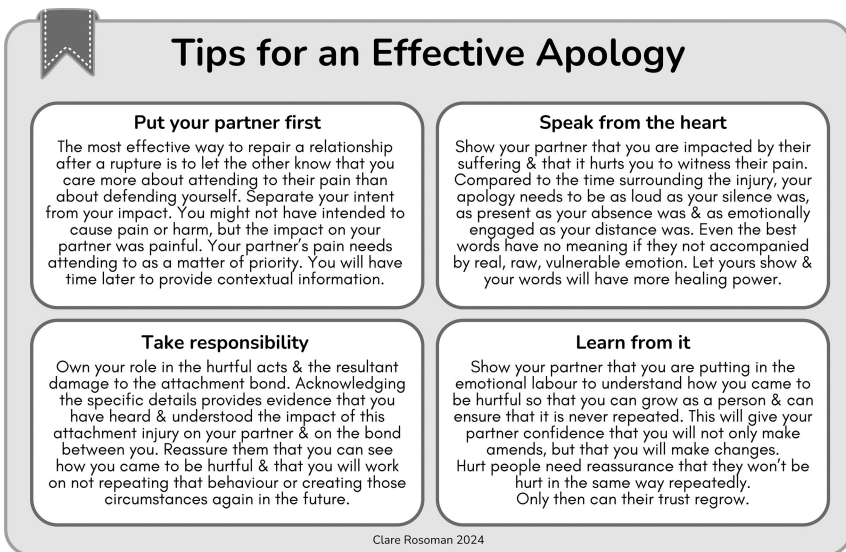 Tips for an Effective Apology
Put your partner first
The most effective way to repair a relationship
after a rupture is to let the other know that you
care more about attending to their pain than
about defending yourself. Separate your intent
from your impact. You might not have intended to
cause pain or harm, but the impact on your
partner was painful. Your partner's pain needs
attending to as a matter of priority. You will have
time later to provide contextual information.
Speak from the heart
Show your partner that you are impacted by their
suffering & that it hurts you to witness their pain.
Compared to the time surrounding the injury, your
apology needs to be as loud as your silence was,
as present as your absence was & as emotionally
engaged as your distance was. Even the best
words have no meaning if they not accompanied
by real, raw, vulnerable emotion. Let yours show &
your words will have more healing power.
Take responsibility
Own your role in the hurtful acts & the resultant
damage to the attachment bond. Acknowledging
the specific details provides evidence that you
have heard & understood the impact of this
attachment injury on your partner & on the bond
between you. Reassure them that you can see
how you came to be hurtful & that you will work
on not repeating that behaviour or creating those
circumstances again in the future.
Learn from it
Show your partner that you are putting in the
emotional labour to understand how you came to
be hurtful so that you can grow as a person & can
ensure that it is never repeated. This will give your
partner confidence that you will not only make
amends, but that you will make changes.
Hurt people need reassurance that they won't be
hurt in the same way repeatedly.
Only then can their trust regrow.
Clare Rosoman 2024